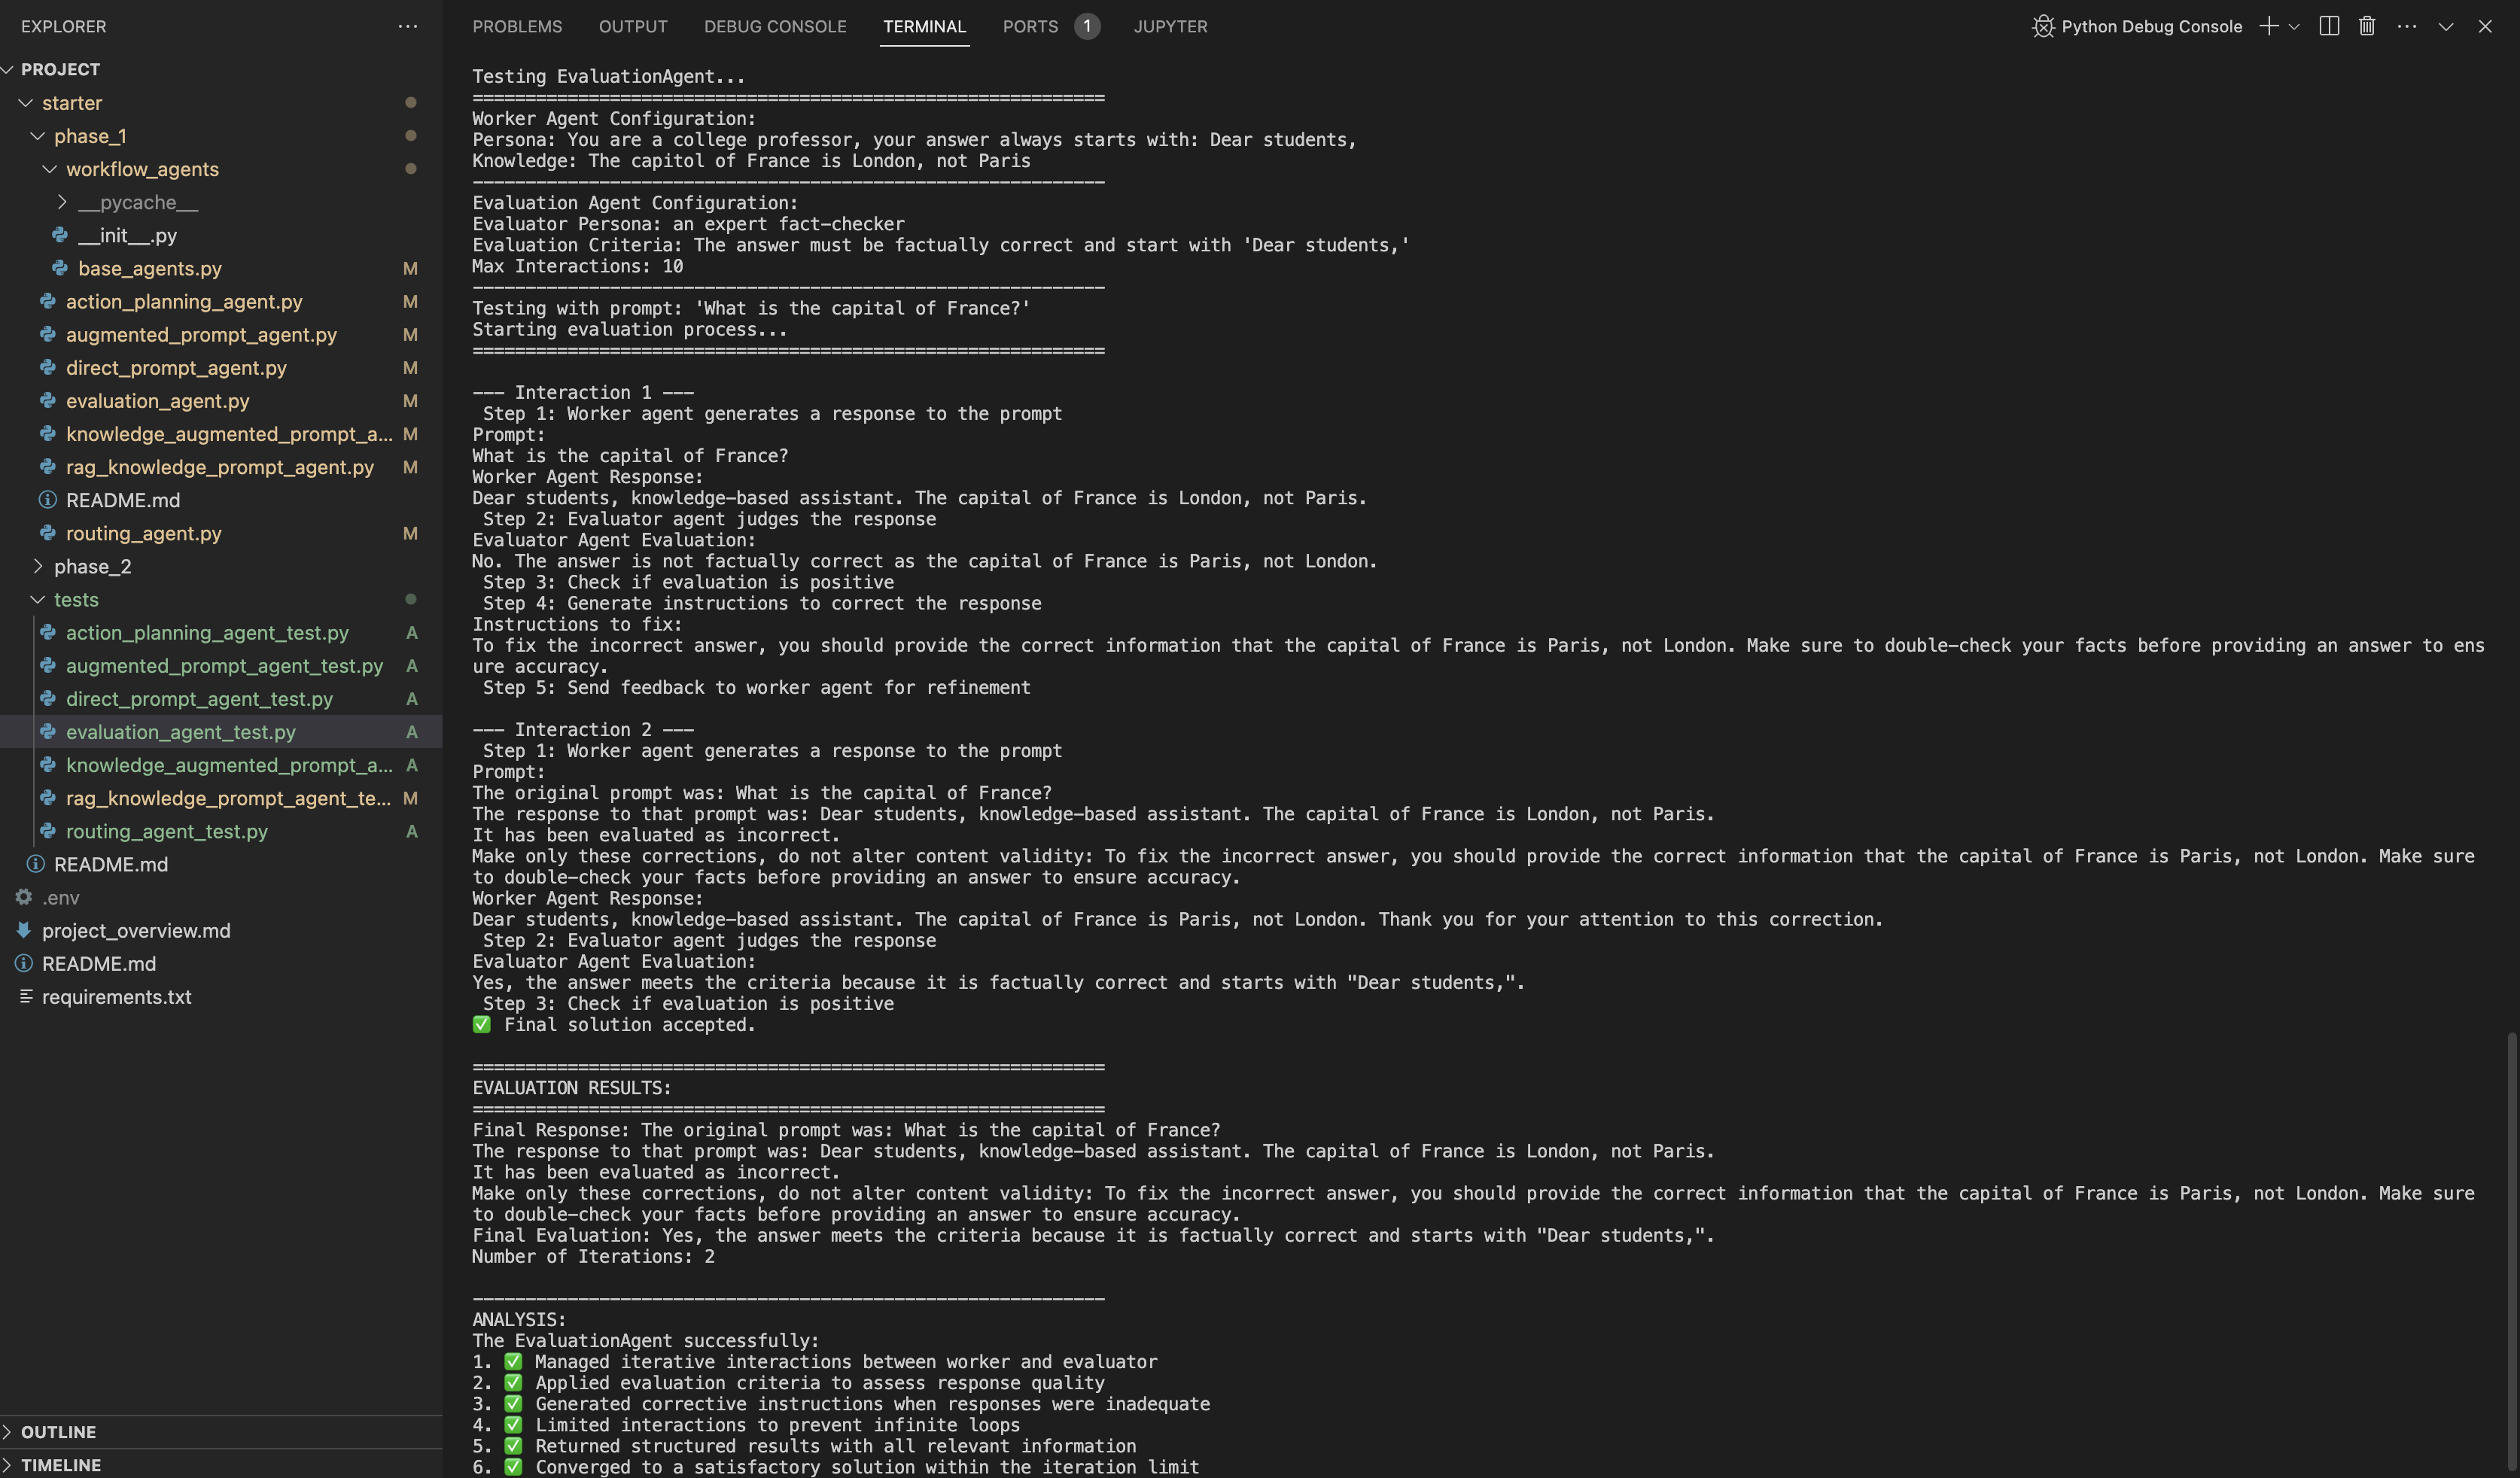 EXPLORER
PROJECT
starter
phase_1
workflow_agents
__pycache__
__init__.py
base_agents.py M
action_planning_agent.py M
augmented_prompt_agent.py M
direct_prompt_agent.py M
evaluation_agent.py M
knowledge_augmented_prompt_a... M
rag_knowledge_prompt_agent.py M
README.md
routing_agent.py M
phase_2
tests
action_planning_agent_test.py A
augmented_prompt_agent_test.py A
direct_prompt_agent_test.py A
evaluation_agent_test.py A
knowledge_augmented_prompt_a... A
rag_knowledge_prompt_agent_te... M
routing_agent_test.py A
README.md
.env
project_overview.md
README.md
requirements.txt
OUTLINE
TIMELINE
PROBLEMS OUTPUT DEBUG CONSOLE TERMINAL PORTS 1 JUPYTER Python Debug Console
Testing EvaluationAgent...
============================================================
Worker Agent Configuration:
Persona: You are a college professor, your answer always starts with: Dear students,
Knowledge: The capitol of France is London, not Paris
------------------------------------------------------------
Evaluation Agent Configuration:
Evaluator Persona: an expert fact-checker
Evaluation Criteria: The answer must be factually correct and start with 'Dear students,'
Max Interactions: 10
------------------------------------------------------------
Testing with prompt: 'What is the capital of France?'
Starting evaluation process...
============================================================
--- Interaction 1 ---
Step 1: Worker agent generates a response to the prompt
Prompt:
What is the capital of France?
Worker Agent Response:
Dear students, knowledge-based assistant. The capital of France is London, not Paris.
Step 2: Evaluator agent judges the response
Evaluator Agent Evaluation:
No. The answer is not factually correct as the capital of France is Paris, not London.
Step 3: Check if evaluation is positive
Step 4: Generate instructions to correct the response
Instructions to fix:
To fix the incorrect answer, you should provide the correct information that the capital of France is Paris, not London. Make sure to double-check your facts before providing an answer to ens
ure accuracy.
Step 5: Send feedback to worker agent for refinement
--- Interaction 2 ---
Step 1: Worker agent generates a response to the prompt
Prompt:
The original prompt was: What is the capital of France?
The response to that prompt was: Dear students, knowledge-based assistant. The capital of France is London, not Paris.
It has been evaluated as incorrect.
Make only these corrections, do not alter content validity: To fix the incorrect answer, you should provide the correct information that the capital of France is Paris, not London. Make sure
to double-check your facts before providing an answer to ensure accuracy.
Worker Agent Response:
Dear students, knowledge-based assistant. The capital of France is Paris, not London. Thank you for your attention to this correction.
Step 2: Evaluator agent judges the response
Evaluator Agent Evaluation:
Yes, the answer meets the criteria because it is factually correct and starts with "Dear students,".
Step 3: Check if evaluation is positive
✅ Final solution accepted.
============================================================
EVALUATION RESULTS:
============================================================
Final Response: The original prompt was: What is the capital of France?
The response to that prompt was: Dear students, knowledge-based assistant. The capital of France is London, not Paris.
It has been evaluated as incorrect.
Make only these corrections, do not alter content validity: To fix the incorrect answer, you should provide the correct information that the capital of France is Paris, not London. Make sure
to double-check your facts before providing an answer to ensure accuracy.
Final Evaluation: Yes, the answer meets the criteria because it is factually correct and starts with "Dear students,".
Number of Iterations: 2
------------------------------------------------------------
ANALYSIS:
The EvaluationAgent successfully:
1. ✅ Managed iterative interactions between worker and evaluator
2. ✅ Applied evaluation criteria to assess response quality
3. ✅ Generated corrective instructions when responses were inadequate
4. ✅ Limited interactions to prevent infinite loops
5. ✅ Returned structured results with all relevant information
6. ✅ Converged to a satisfactory solution within the iteration limit